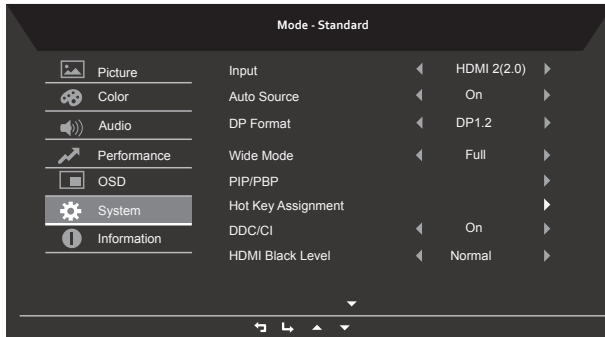 Mode - Standard
Picture
Color
Audio
Performance
OSD
System
Information
Input HDMI 2(2.0)
Auto Source On
DP Format DP1.2
Wide Mode Full
PIP/PBP
Hot Key Assignment
DDC/CI On
HDMI Black Level Normal